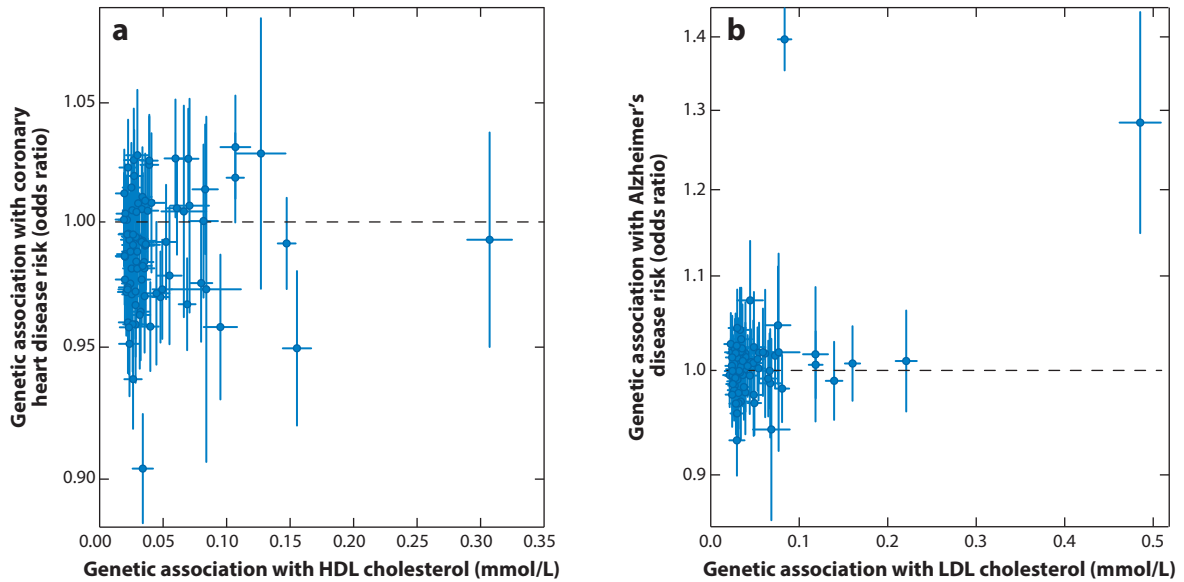 a
Genetic association with coronary
heart disease risk (odds ratio)
1.05
1.00
0.95
0.90
0.00 0.05 0.10 0.15 0.20 0.25 0.30 0.35
Genetic association with HDL cholesterol (mmol/L)
b
Genetic association with Alzheimer’s
disease risk (odds ratio)
1.4
1.3
1.2
1.1
1.0
0.9
0.0 0.1 0.2 0.3 0.4 0.5
Genetic association with LDL cholesterol (mmol/L)